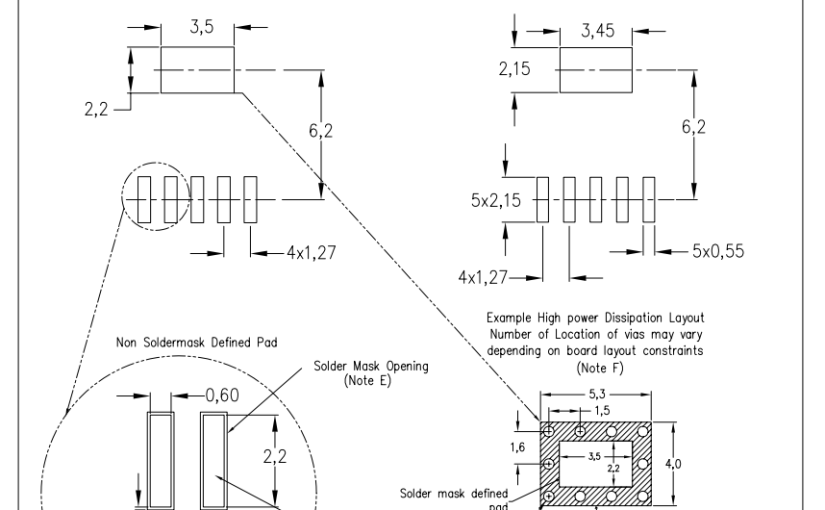 3,5
3,45
2,15
2,2
6,2
6,2
5x2,15
4x1,27
5x0,55
4x1,27
Example High power Dissipation Layout
Number of Location of vias may vary
depending on board layout constraints
(Note F)
Non Soldermask Defined Pad
Solder Mask Opening
(Note E)
0,60
5,3
1,5
1,6
3,5
2,2
4,0
2,2
Solder mask defined
pad